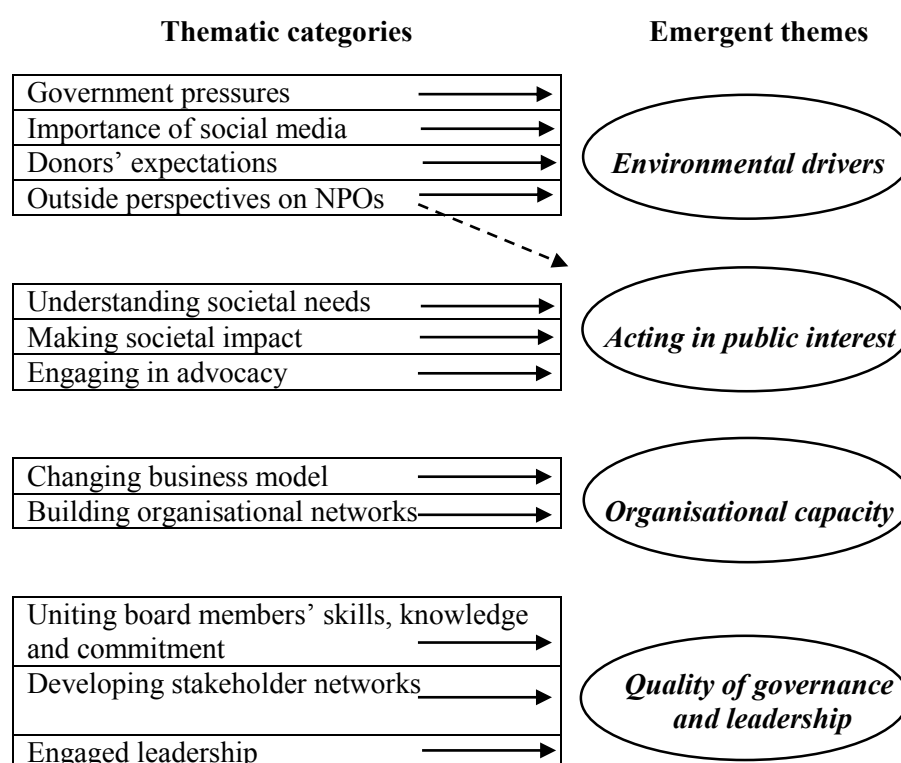 Thematic categories
Emergent themes
Government pressures
Importance of social media
Donors’ expectations
Outside perspectives on NPOs
Environmental drivers
Understanding societal needs
Making societal impact
Engaging in advocacy
Acting in public interest
Changing business model
Building organisational networks
Organisational capacity
Uniting board members’ skills, knowledge
and commitment
Developing stakeholder networks
Engaged leadership
Quality of governance
and leadership